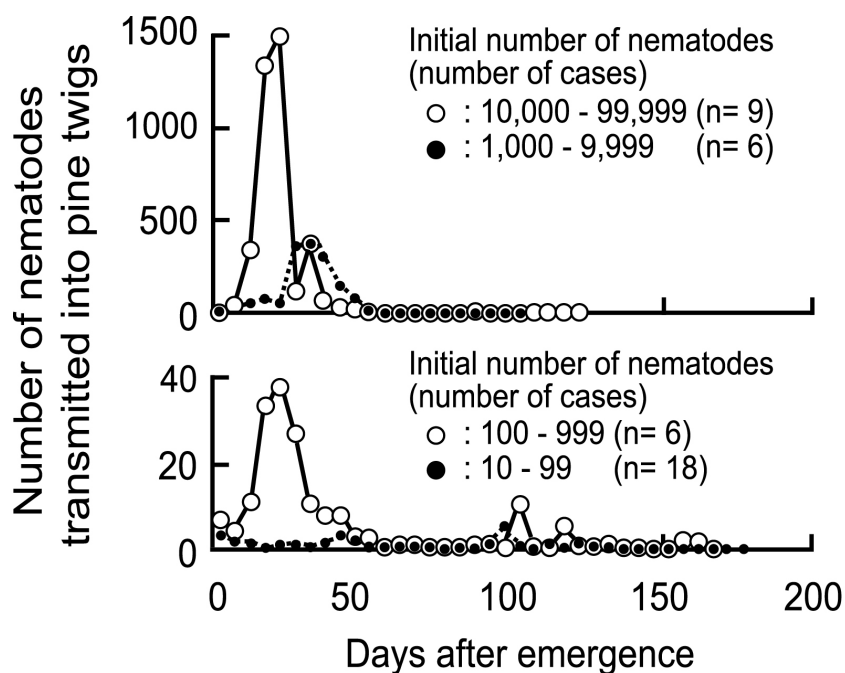 Number of nematodes
transmitted into pine twigs
1500
1000
500
0
Initial number of nematodes
(number of cases)
: 10,000 - 99,999 (n= 9)
: 1,000 - 9,999 (n= 6)
40
20
0
Initial number of nematodes
(number of cases)
: 100 - 999 (n= 6)
: 10 - 99 (n= 18)
0 50 100 150 200
Days after emergence